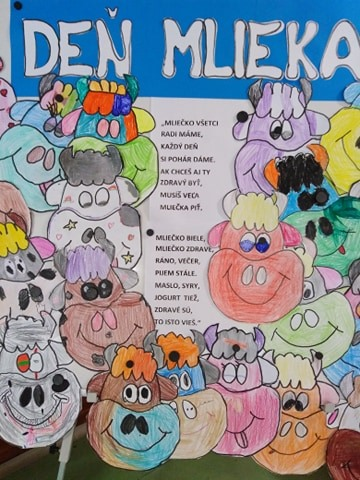 DEŇ MLIEKA
„MLIEČKO VŠETCI
RADI MÁME,
KAŽDÝ DEŇ
SI POHÁR DÁME.
AK CHCEŠ AJ TY
ZDRAVÝ BYŤ,
MUSÍŠ VEĽA
MLIEČKA PIŤ.
MLIEČKO BIELE,
MLIEČKO ZDRAVÉ
RÁNO, VEČER,
PIJEM STÁLE.
MASLO, SYRY,
JOGURT TIEŽ,
ZDRAVÉ SÚ,
TO ISTO VIEŠ."